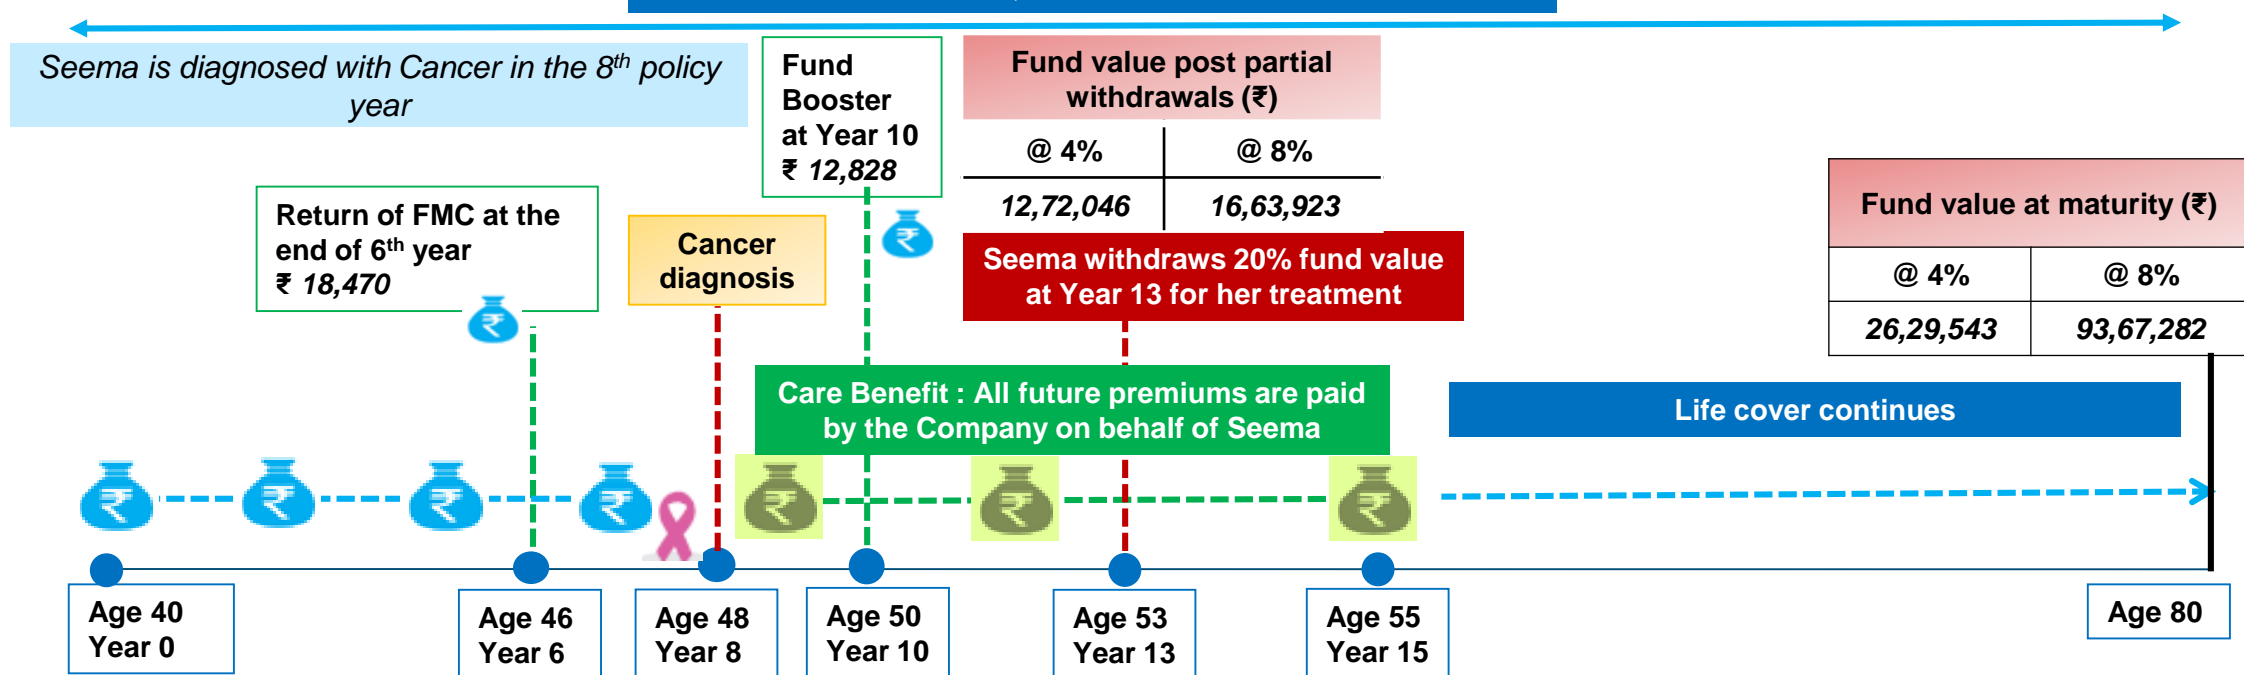 Seema is diagnosed with Cancer in the 8th policy
year
Fund
Booster
at Year 10
₹ 12,828
Fund value post partial
withdrawals (₹)
@ 4% @ 8%
12,72,046 16,63,923
Return of FMC at the
end of 6th year
₹ 18,470
Cancer
diagnosis
Seema withdraws 20% fund value
at Year 13 for her treatment
Fund value at maturity (₹)
@ 4% @ 8%
26,29,543 93,67,282
Care Benefit : All future premiums are paid
by the Company on behalf of Seema
Life cover continues
₹
₹
₹
₹
₹
₹
₹
₹
₹
Age 40
Year 0
Age 46
Year 6
Age 48
Year 8
Age 50
Year 10
Age 53
Year 13
Age 55
Year 15
Age 80